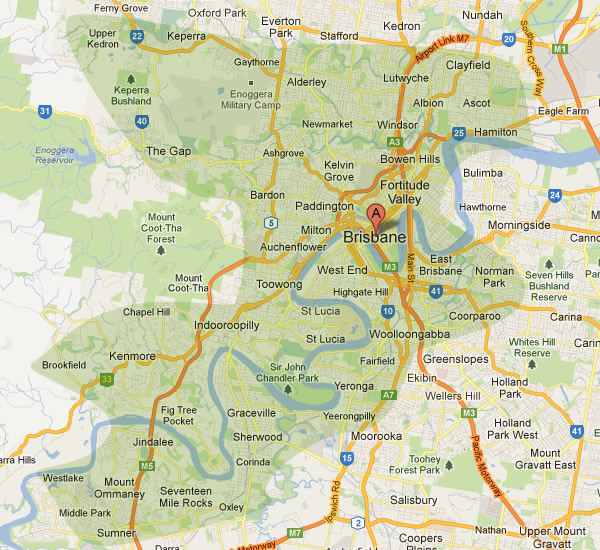 Ferny Grove
Oxford Park
Everton
Park
Nundah
Kedron
Upper
Kedron
22
Keperra
Stafford
20
Airport Link M7
M1
Southern Cross Way
Gaythorne
Clayfield
Lutwyche
Keperra
Bushland
Enoggera
Military Camp
Alderley
31
Albion
Ascot
Eagle Farm
40
Newmarket
Windsor
25
Hamilton
Enoggera
Reservoir
The Gap
Ashgrove
A3
Bowen Hills
Kelvin
Grove
Bulimba
Bardon
Fortitude
Valley
24
Paddington
Hawthorne
Mount
Coot-Tha
Forest
5
Milton
A
Brisbane
Morningside
Cannon
Auchenflower
Main St
East
Brisbane
West End
M3
Norman
Park
Seven Hills
Bushland
Reserve
Mount
Coot-Tha
Toowong
Highgate Hill
41
Chapel Hill
St Lucia
10
Coorparoo
Carina
Indooroopilly
Woolloongabba
St Lucia
Whites Hill
Reserve
Brookfield
Kenmore
Fairfield
Greenslopes
Sir John
Chandler Park
33
Yeronga
Ekibin
Holland
Park
A7
Wellers Hill
Fig Tree
Pocket
Graceville
Yeerongpilly
M3
Holland
Park West
41
Jindalee
Sherwood
Moorooka
Pacific Motorway
Mount
Gravatt East
arra Hills
M5
Corinda
15
Toohey
Forest Park
Westlake
Mount
Ommaney
Seventeen
Mile Rocks
Ipswich Rd
Salisbury
Middle Park
Oxley
2
Nathan
Upper Mount
Gravatt
Sumner
M7
Coopers
Plains
Darra